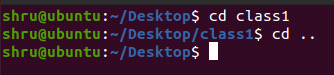 shru@ubuntu:~/Desktop$ cd class1
shru@ubuntu:~/Desktop/class1$ cd ..
shru@ubuntu:~/Desktop$